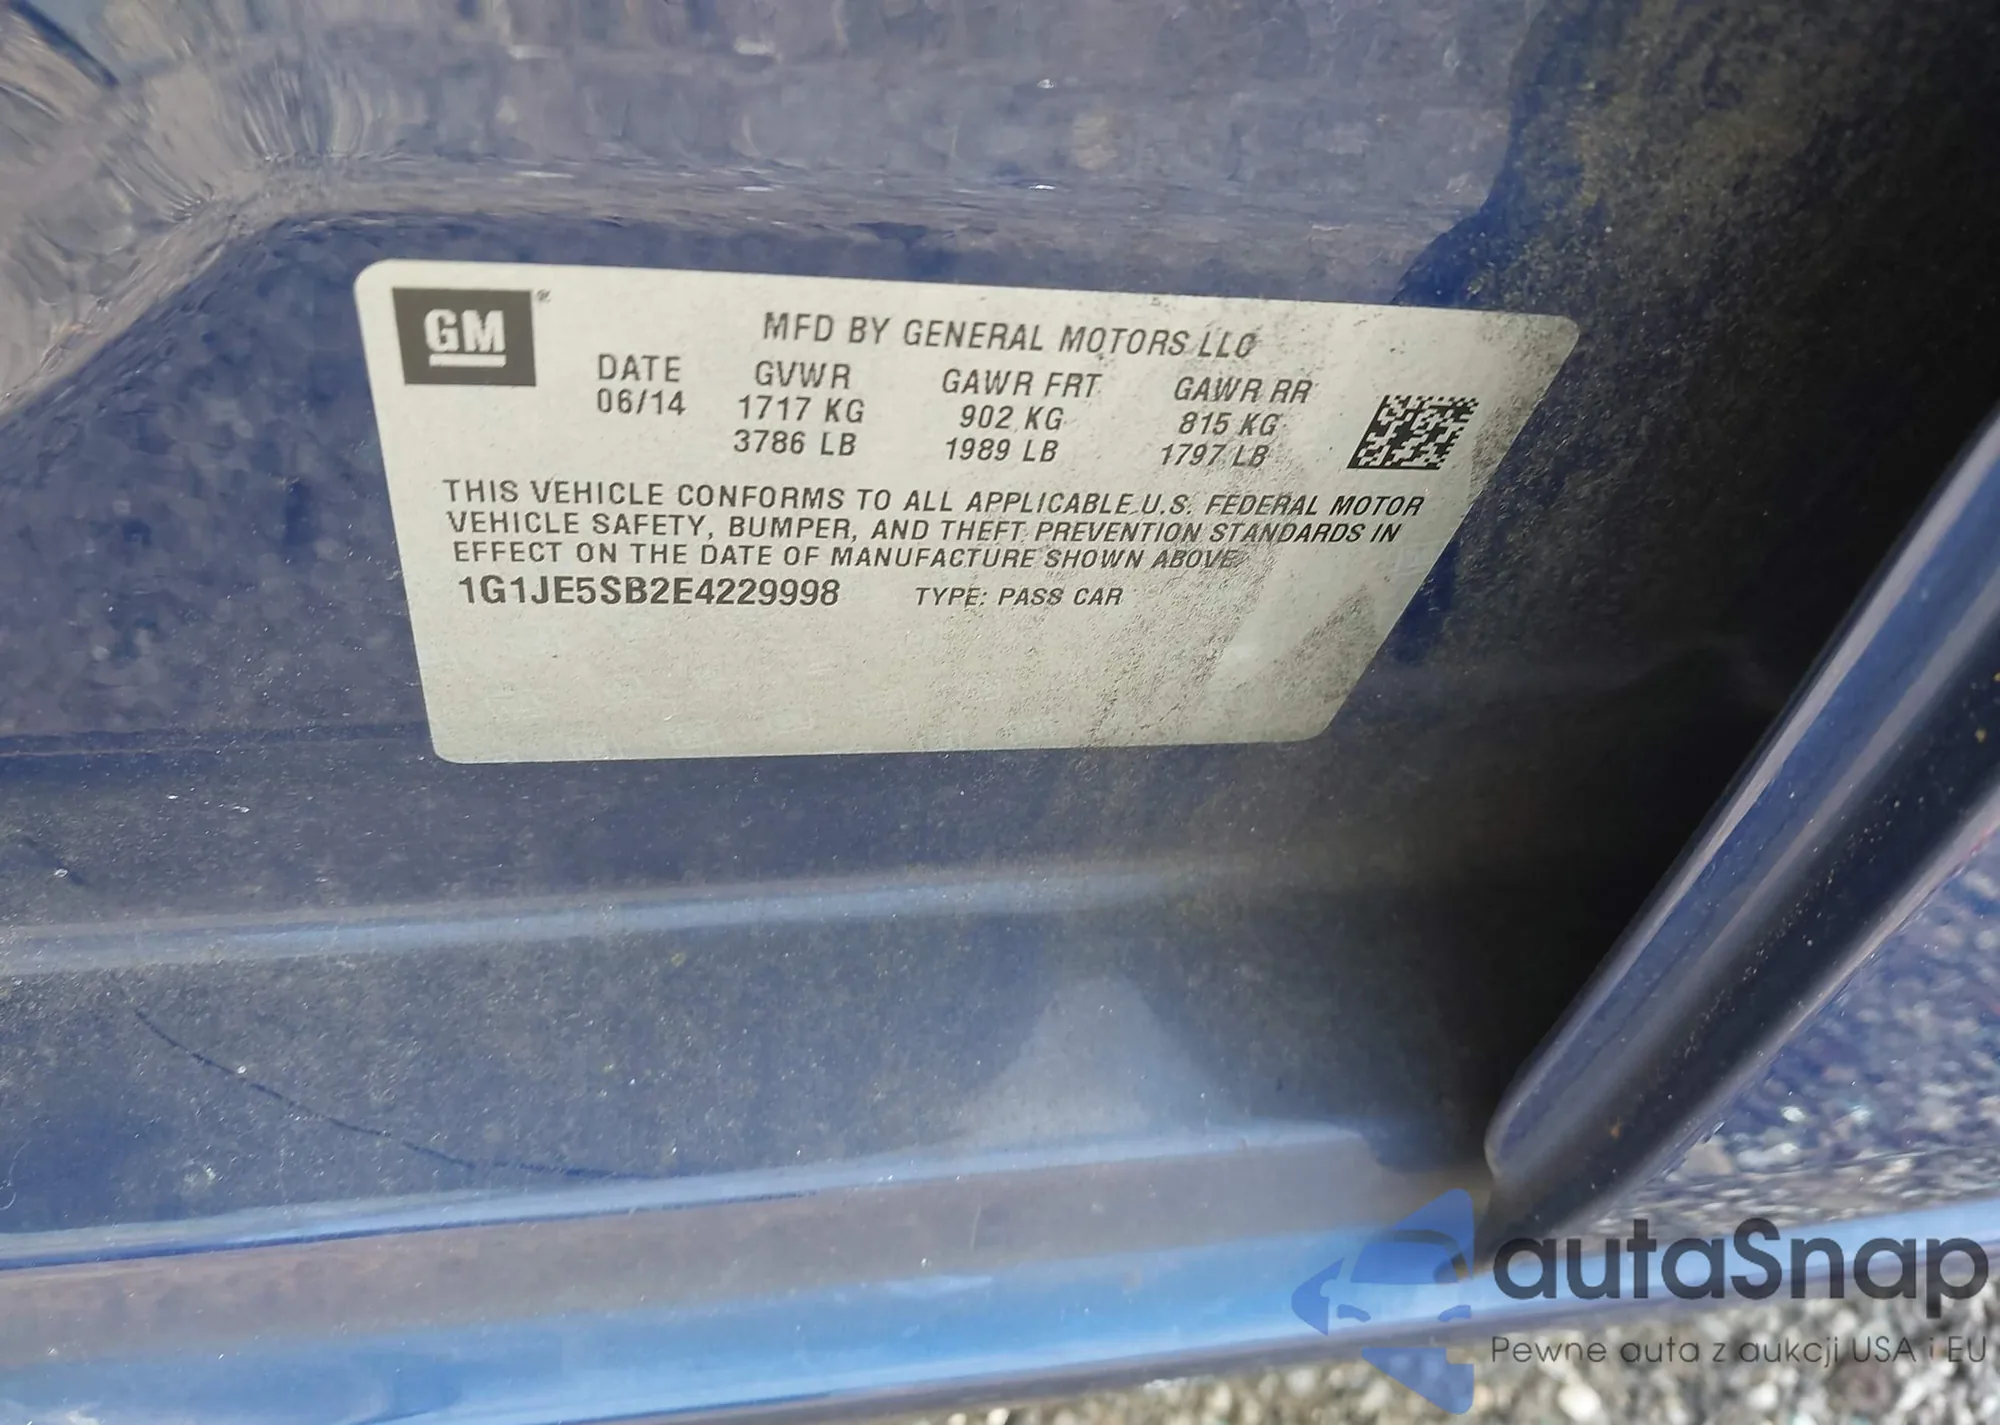 GM®
MFD BY GENERAL MOTORS LLC
DATE GVWR GAWR FRT GAWR RR
06/14 1717 KG 902 KG 815 KG
3786 LB 1989 LB 1797 LB
THIS VEHICLE CONFORMS TO ALL APPLICABLE U.S. FEDERAL MOTOR
VEHICLE SAFETY, BUMPER, AND THEFT PREVENTION STANDARDS IN
EFFECT ON THE DATE OF MANUFACTURE SHOWN ABOVE.
1G1JE5SB2E4229998 TYPE: PASS CAR
autaSnap
Pewne auta z aukcji USA i EU